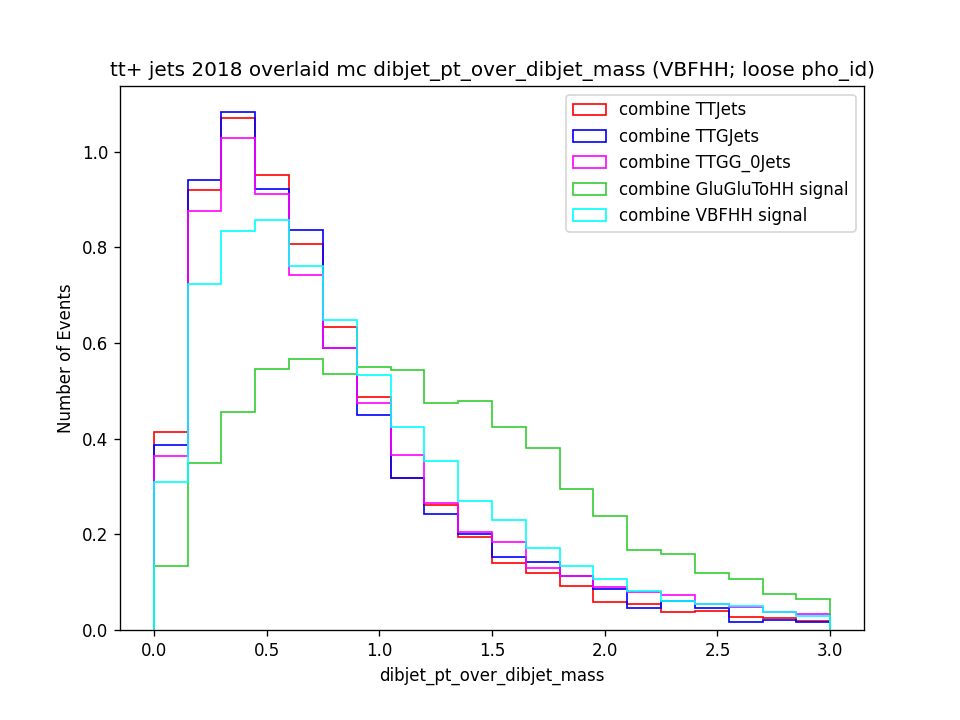 tt+ jets 2018 overlaid mc dibjet_pt_over_dibjet_mass (VBFHH; loose pho_id)
combine TTJets
combine TTGJets
combine TTGG_0Jets
combine GluGluToHH signal
combine VBFHH signal
Number of Events
1.0
0.8
0.6
0.4
0.2
0.0
0.0 0.5 1.0 1.5 2.0 2.5 3.0
dibjet_pt_over_dibjet_mass